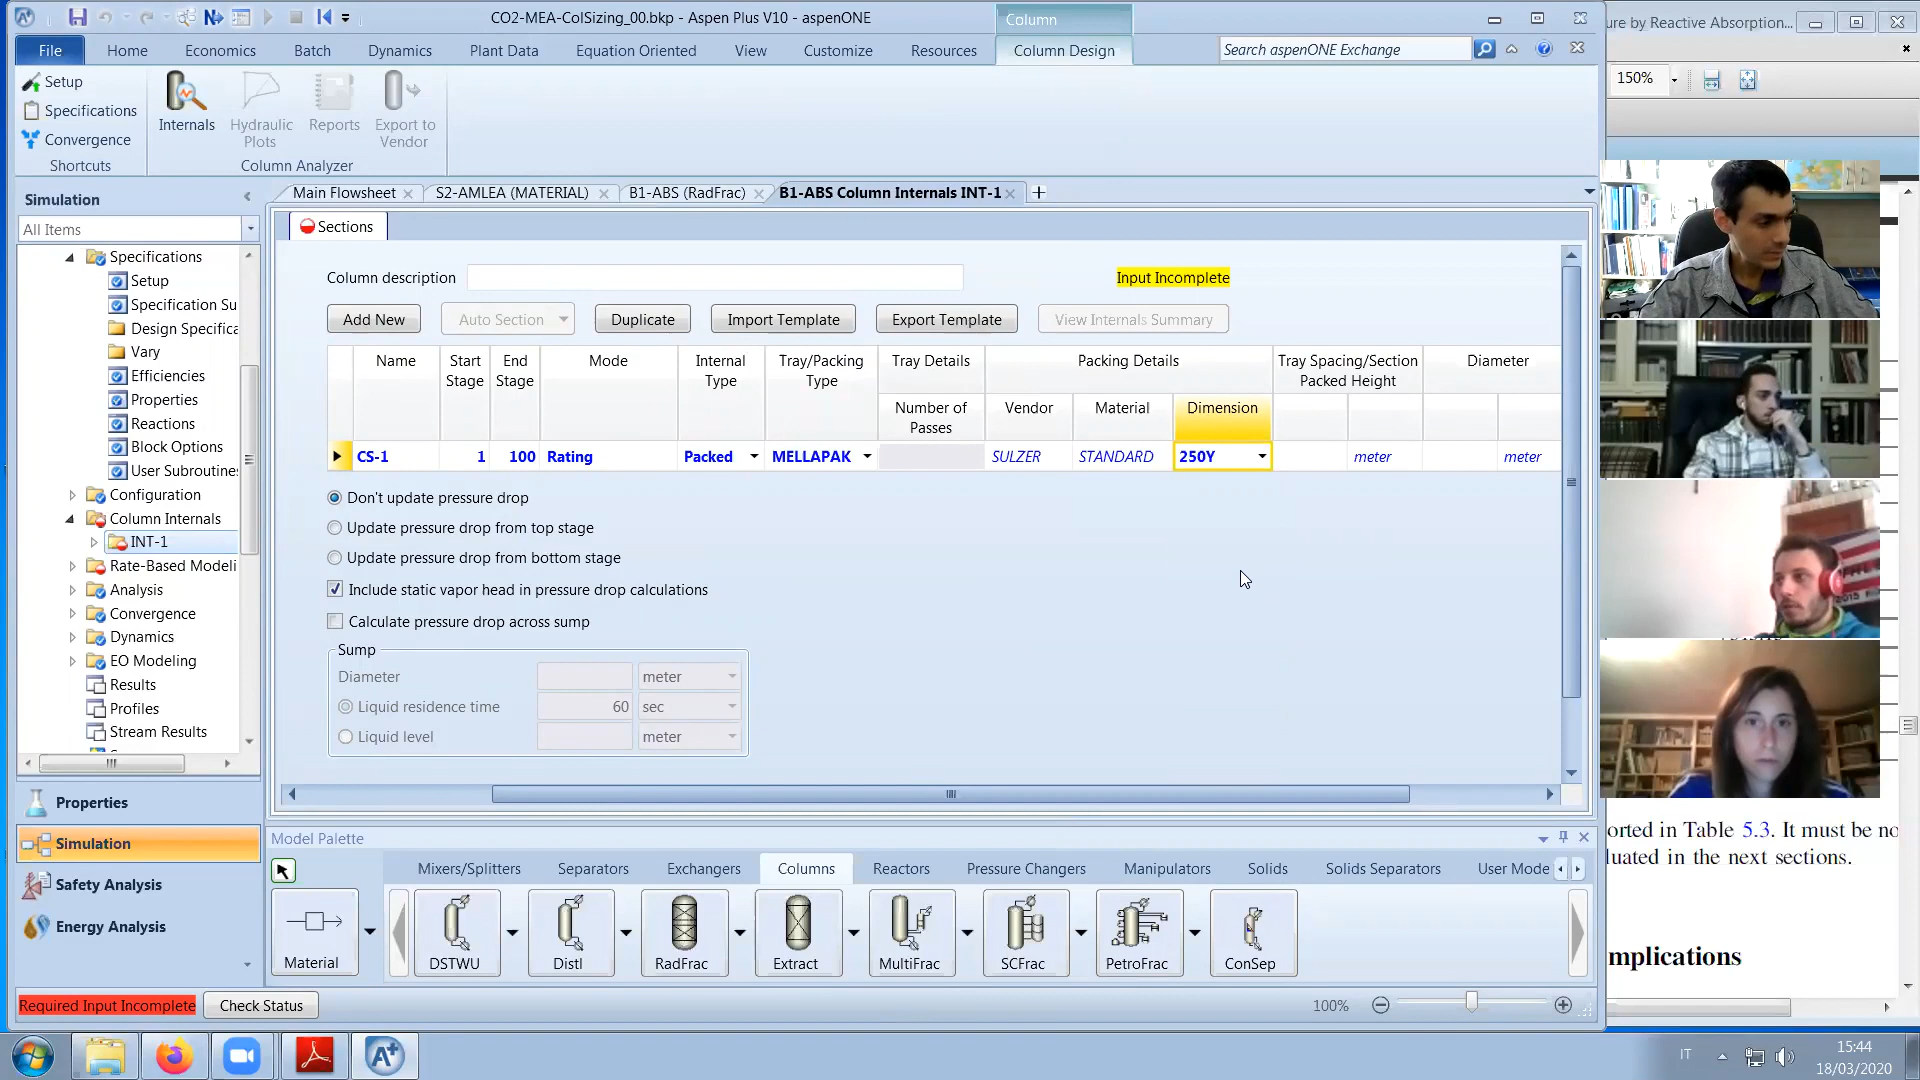 CO2-MEA-ColSizing_00.bkp - Aspen Plus V10 - aspenONE
Column
ure by Reactive Absorption...
File Home Economics Batch Dynamics Plant Data Equation Oriented View Customize Resources Column Design
Search aspenONE Exchange
150%
Setup
Specifications
Convergence
Shortcuts
Internals
Hydraulic Plots
Reports
Export to Vendor
Column Analyzer
Simulation
All Items
Main Flowsheet
S2-AMLEA (MATERIAL)
B1-ABS (RadFrac)
B1-ABS Column Internals INT-1
Sections
Specifications
Setup
Specification Su
Design Specifica
Vary
Efficiencies
Properties
Reactions
Block Options
User Subroutine
Configuration
Column Internals
INT-1
Rate-Based Modeli
Analysis
Convergence
Dynamics
EO Modeling
Results
Profiles
Stream Results
Column description
Input Incomplete
Add New
Auto Section
Duplicate
Import Template
Export Template
View Internals Summary
Name
Start Stage
End Stage
Mode
Internal Type
Tray/Packing Type
Tray Details
Packing Details
Tray Spacing/Section Packed Height
Diameter
Number of Passes
Vendor
Material
Dimension
CS-1 1 100 Rating Packed MELLAPAK SULZER STANDARD 250Y meter meter
Don't update pressure drop
Update pressure drop from top stage
Update pressure drop from bottom stage
Include static vapor head in pressure drop calculations
Calculate pressure drop across sump
Sump
Diameter meter
Liquid residence time 60 sec
Liquid level meter
Properties
Simulation
Safety Analysis
Energy Analysis
Model Palette
Mixers/Splitters Separators Exchangers Columns Reactors Pressure Changers Manipulators Solids Solids Separators User Mode
Material DSTWU Distl RadFrac Extract MultiFrac SCFrac PetroFrac ConSep
orted in Table 5.3. It must be no
luated in the next sections.
mplications
Required Input Incomplete
Check Status
100%
IT
15:44
18/03/2020